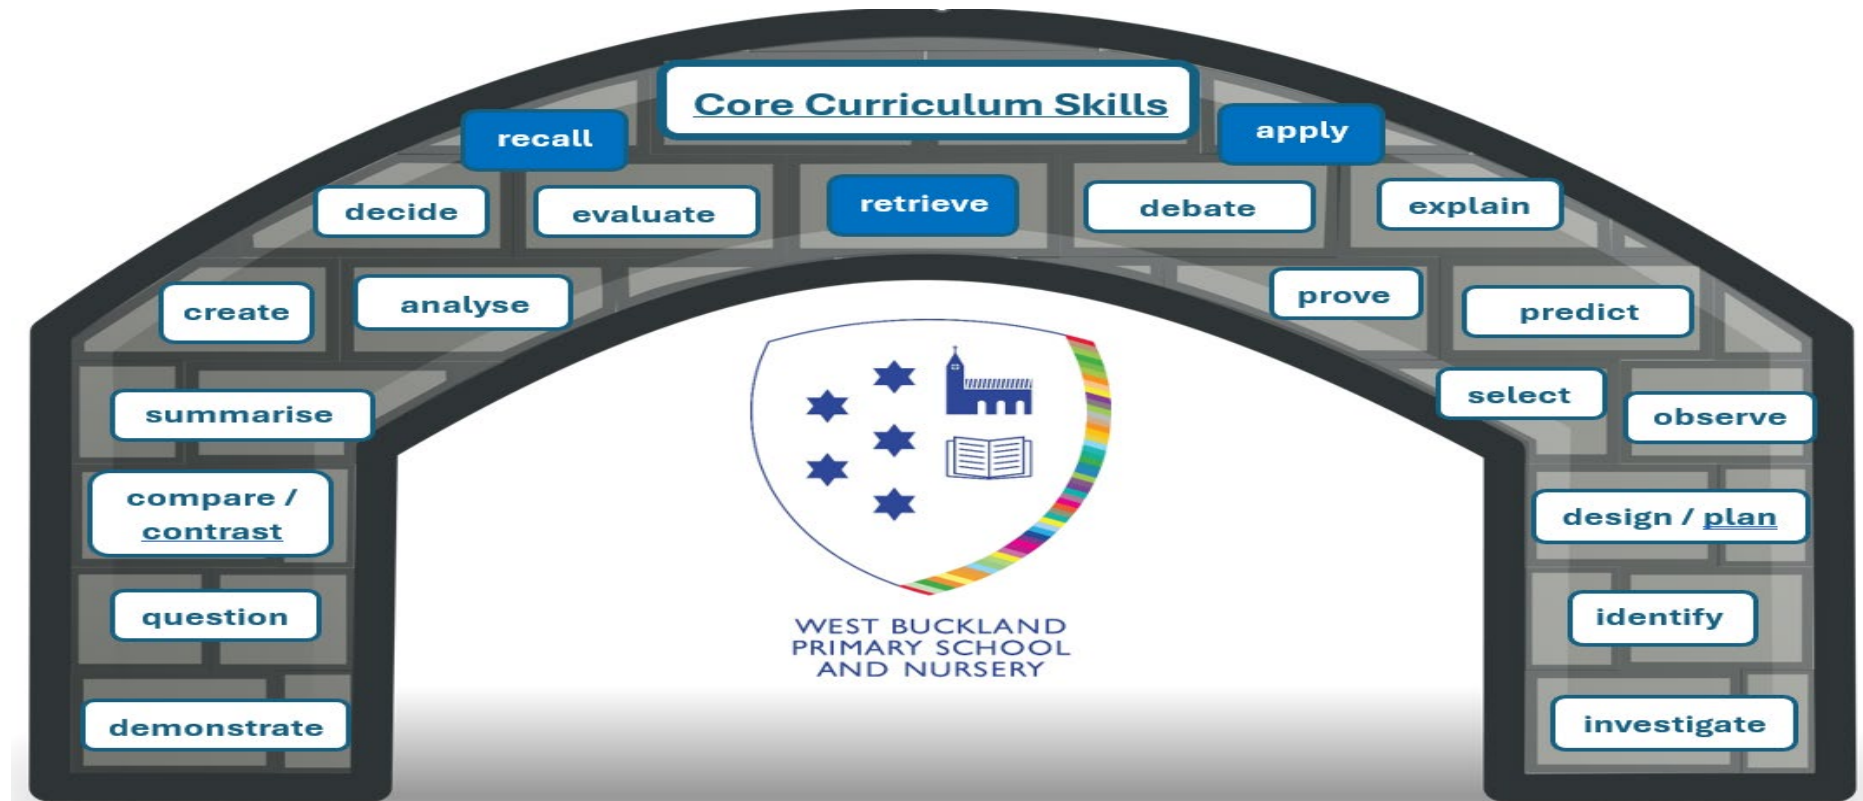 Core Curriculum Skills
recall
apply
decide
evaluate
retrieve
debate
explain
create
analyse
prove
predict
summarise
select
observe
compare /
contrast
design / plan
question
identify
demonstrate
investigate
WEST BUCKLAND
PRIMARY SCHOOL
AND NURSERY